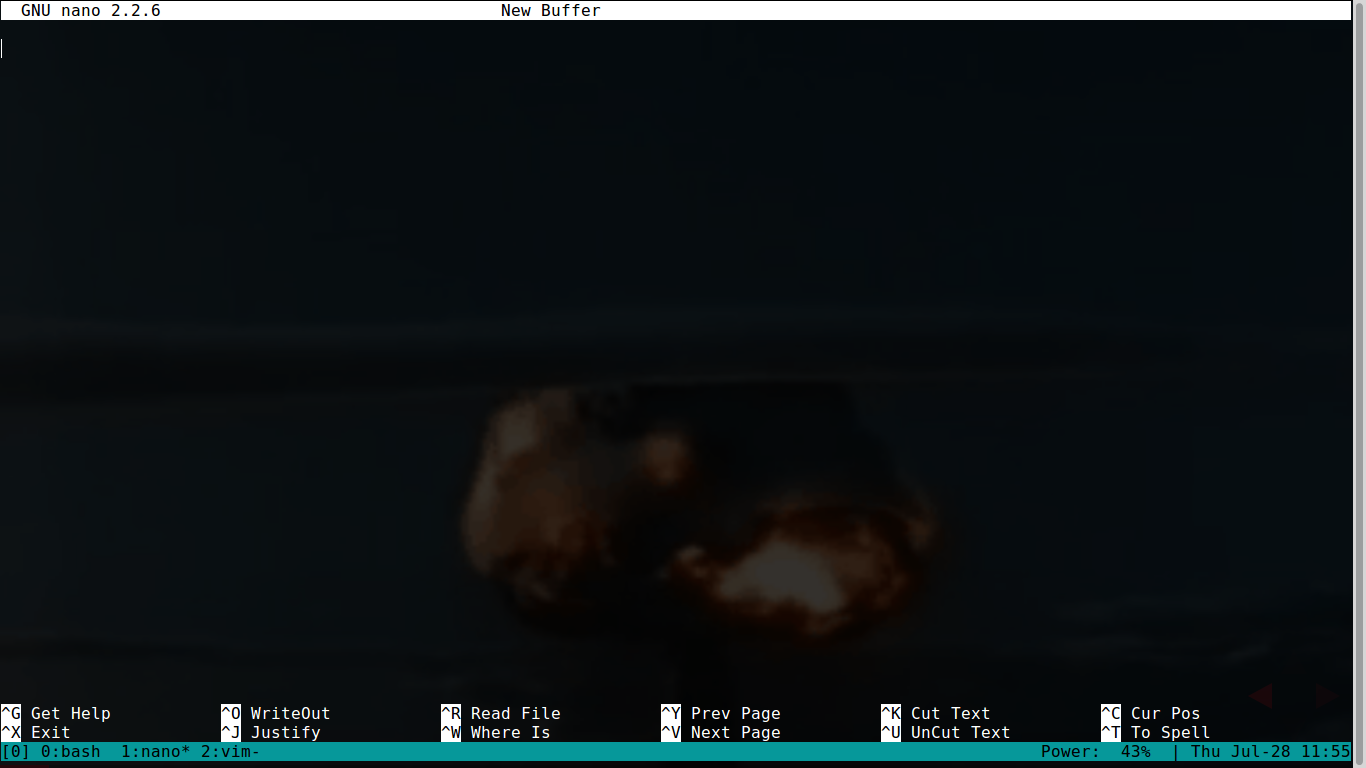 GNU nano 2.2.6 New Buffer
^G Get Help ^O WriteOut ^R Read File ^Y Prev Page ^K Cut Text ^C Cur Pos
^X Exit ^J Justify ^W Where Is ^V Next Page ^U UnCut Text ^T To Spell
[0] 0:bash 1:nano* 2:vim- Power: 43% | Thu Jul-28 11:55